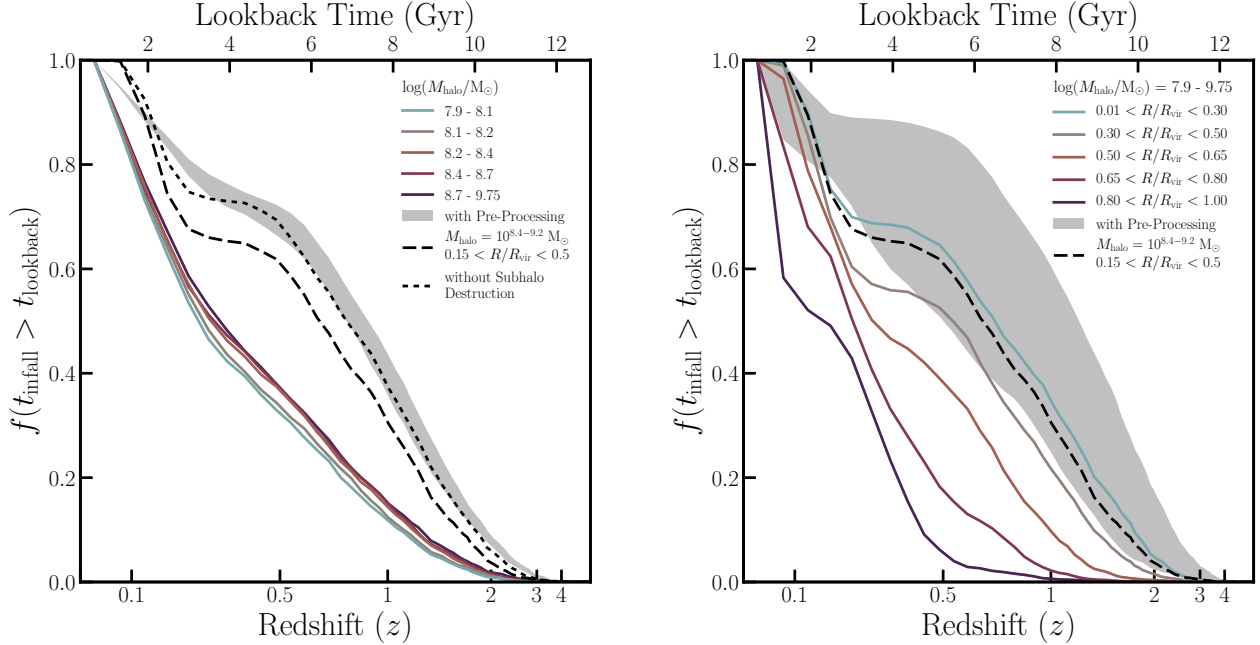 Lookback Time (Gyr)
2 4 6 8 10 12
1.0
0.8
0.6
0.4
0.2
0.0
f(t_infall > t_lookback)
log(M_halo/M☉)
7.9 - 8.1
8.1 - 8.2
8.2 - 8.4
8.4 - 8.7
8.7 - 9.75
with Pre-Processing
M_halo = 10^8.4−9.2 M☉
0.15 < R/R_vir < 0.5
without Subhalo
Destruction
0.1 0.5 1 2 3 4
Redshift (z)
Lookback Time (Gyr)
2 4 6 8 10 12
1.0
0.8
0.6
0.4
0.2
0.0
f(t_infall > t_lookback)
log(M_halo/M☉) = 7.9 - 9.75
0.01 < R/R_vir < 0.30
0.30 < R/R_vir < 0.50
0.50 < R/R_vir < 0.65
0.65 < R/R_vir < 0.80
0.80 < R/R_vir < 1.00
with Pre-Processing
M_halo = 10^8.4−9.2 M☉
0.15 < R/R_vir < 0.5
0.1 0.5 1 2 3 4
Redshift (z)